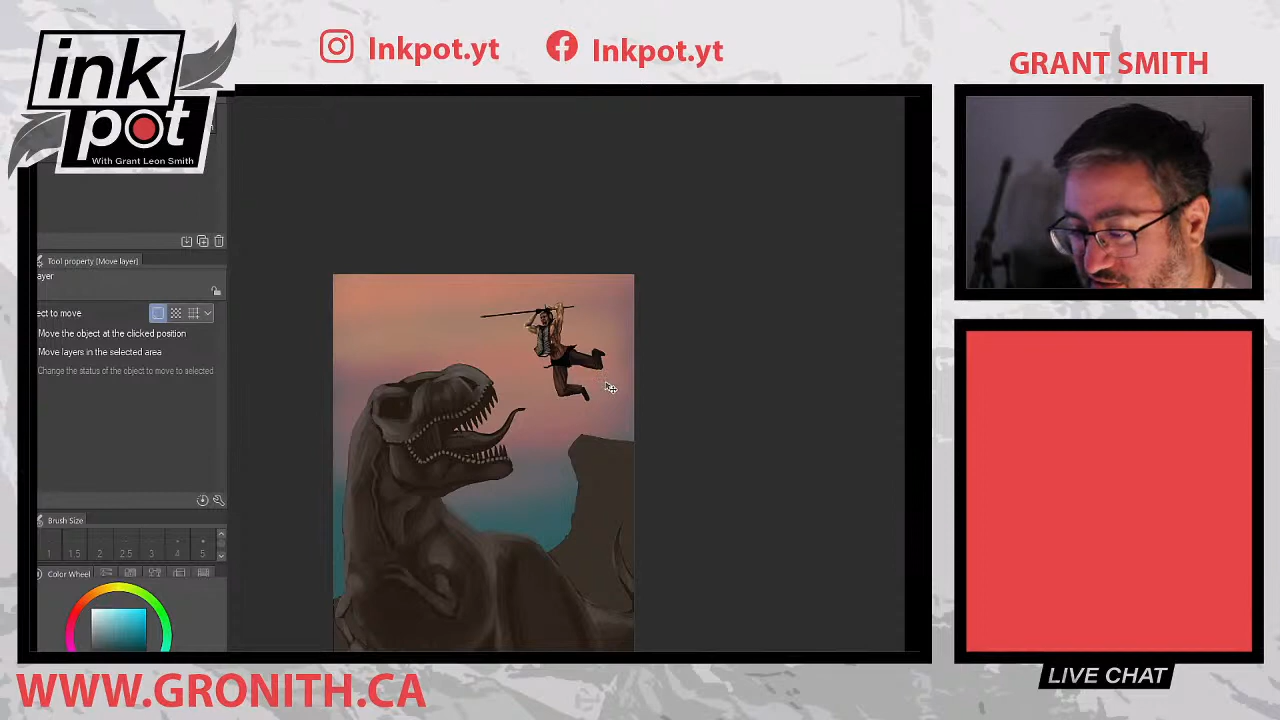 ink
pot
With Grant Leon Smith
Inkpot.yt
Inkpot.yt
GRANT SMITH
Tool property [Move layer]
ayer
ect to move
Move the object at the clicked position
Move layers in the selected area
Change the status of the object to move to selected
Brush Size
1 1.5 2 2.5 3 4 5
Color Wheel
WWW.GRONITH.CA
LIVE CHAT